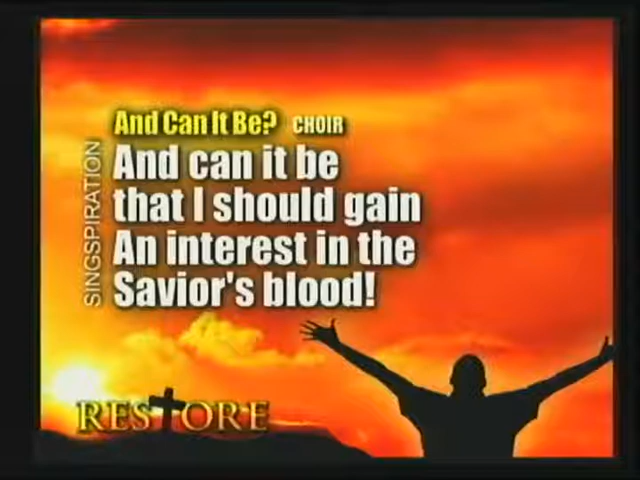 And Can It Be? CHOIR
And can it be
that I should gain
An interest in the
Savior's blood!
SINGSPIRATION
RESTORE